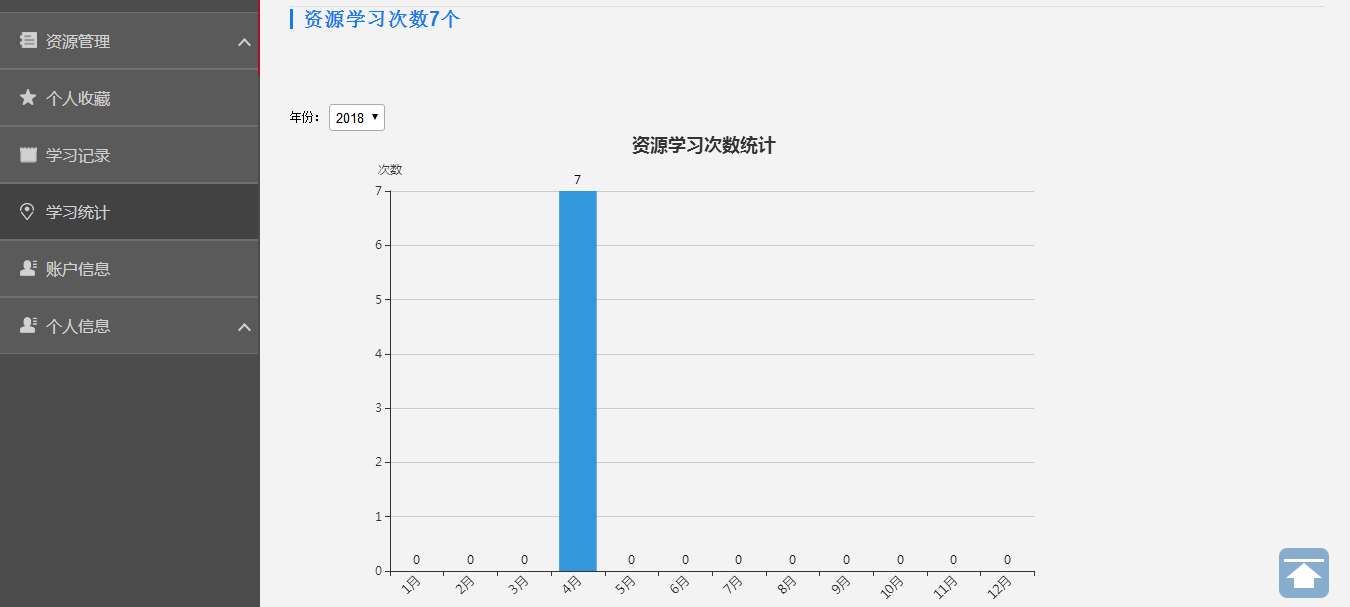 资源管理
个人收藏
学习记录
学习统计
账户信息
个人信息
资源学习次数7个
年份： 2018
资源学习次数统计
次数
7
7
6
5
4
3
2
1
0
0 0 0 0 0 0 0 0 0 0 0
1月 2月 3月 4月 5月 6月 7月 8月 9月 10月 11月 12月